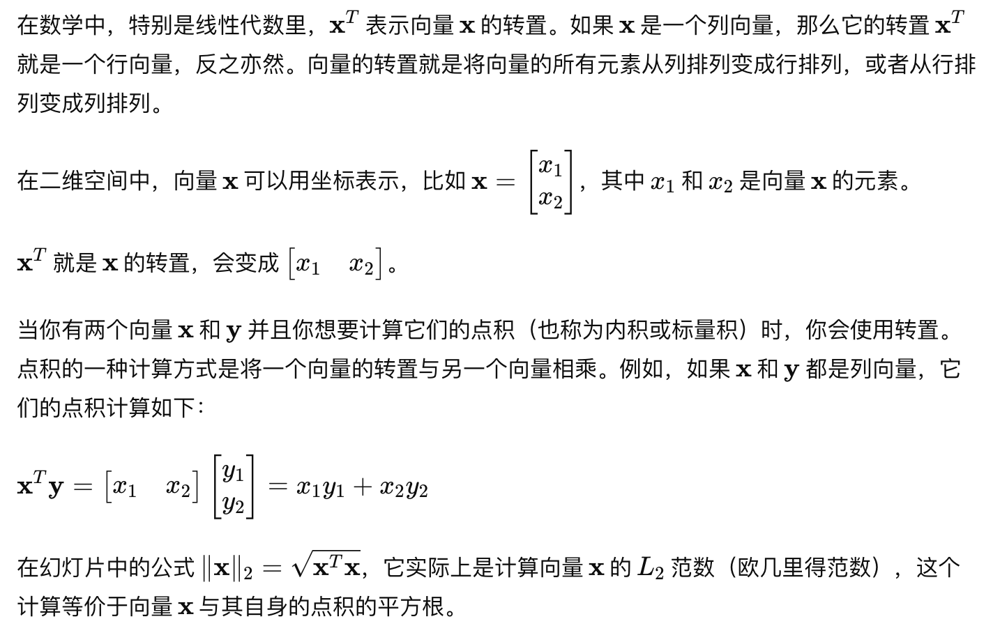 在数学中，特别是线性代数里，$\mathbf{x}^T$ 表示向量 $\mathbf{x}$ 的转置。如果 $\mathbf{x}$ 是一个列向量，那么它的转置 $\mathbf{x}^T$
就是一个行向量，反之亦然。向量的转置就是将向量的所有元素从列排列变成行排列，或者从行排
列变成列排列。
在二维空间中，向量 $\mathbf{x}$ 可以用坐标表示，比如 $\mathbf{x} = \begin{bmatrix} x_1 \\ x_2 \end{bmatrix}$，其中 $x_1$ 和 $x_2$ 是向量 $\mathbf{x}$ 的元素。
$\mathbf{x}^T$ 就是 $\mathbf{x}$ 的转置，会变成 $\begin{bmatrix} x_1 & x_2 \end{bmatrix}$。
当你有两个向量 $\mathbf{x}$ 和 $\mathbf{y}$ 并且你想要计算它们的点积（也称为内积或标量积）时，你会使用转置。
点积的一种计算方式是将一个向量的转置与另一个向量相乘。例如，如果 $\mathbf{x}$ 和 $\mathbf{y}$ 都是列向量，它
们的点积计算如下：
$\mathbf{x}^T\mathbf{y} = \begin{bmatrix} x_1 & x_2 \end{bmatrix} \begin{bmatrix} y_1 \\ y_2 \end{bmatrix} = x_1y_1 + x_2y_2$
在幻灯片中的公式 $\|\mathbf{x}\|_2 = \sqrt{\mathbf{x}^T\mathbf{x}}$，它实际上是计算向量 $\mathbf{x}$ 的 $L_2$ 范数（欧几里得范数），这个
计算等价于向量 $\mathbf{x}$ 与其自身的点积的平方根。